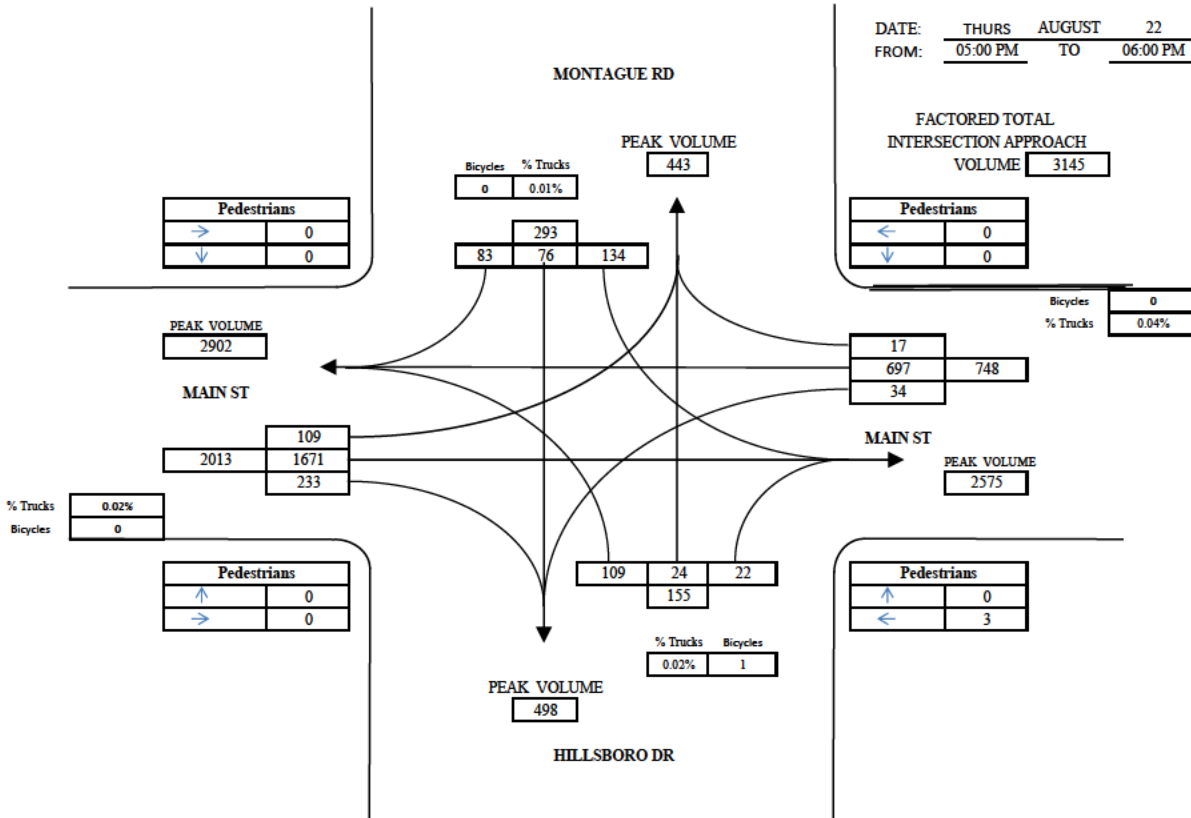 DATE: THURS AUGUST 22
FROM: 05:00 PM TO 06:00 PM
MONTAGUE RD
FACTORED TOTAL
INTERSECTION APPROACH
VOLUME 3145
PEAK VOLUME
443
Bicycles % Trucks
0 0.01%
Pedestrians
→ 0
↓ 0
293
83 76 134
Pedestrians
← 0
↓ 0
Bicycles 0
% Trucks 0.04%
PEAK VOLUME
2902
MAIN ST
17
697 748
34
109
2013 1671
233
MAIN ST
PEAK VOLUME
2575
% Trucks 0.02%
Bicycles 0
Pedestrians
↑ 0
→ 0
109 24 22
155
Pedestrians
↑ 0
← 3
% Trucks Bicycles
0.02% 1
PEAK VOLUME
498
HILLSBORO DR